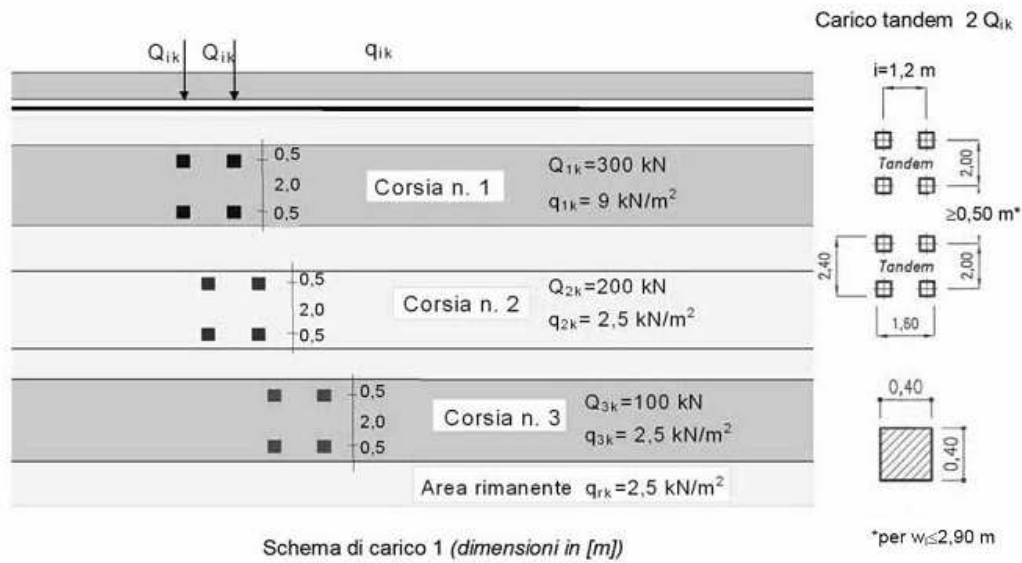 Carico tandem 2 Qik
Qik Qik qik
i=1,2 m
0,5
2,0
0,5
Corsia n. 1
Q1k=300 kN
q1k= 9 kN/m²
Tandem
2,00
≥0,50 m*
0,5
2.0
0,5
Corsia n. 2
Q2k=200 kN
q2k= 2,5 kN/m²
2,40
Tandem
2,00
1,60
0,5
2.0
0,5
Corsia n. 3
Q3k=100 kN
q3k= 2,5 kN/m²
0,40
0,40
Area rimanente qrk=2,5 kN/m²
Schema di carico 1 (dimensioni in [m])
*per wl≤2,90 m